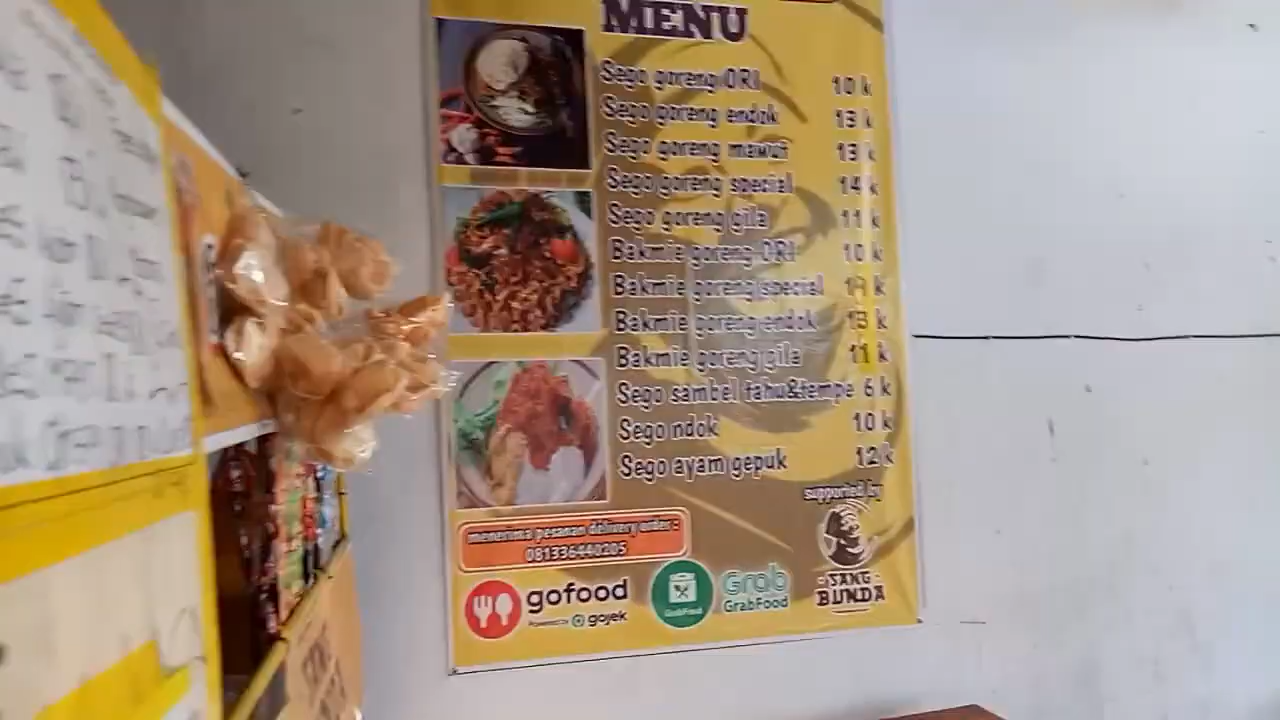 MENU
Sego goreng ORI 10 k
Sego goreng endok 13 k
Sego goreng mawut 13 k
Sego goreng special 14 k
Sego goreng gila 11 k
Bakmie goreng ORI 10 k
Bakmie goreng special 14 k
Bakmie goreng endok 13 k
Bakmie goreng gila 11 k
Sego sambel tahu&tempe 6 k
Sego ndok 10 k
Sego ayam gepuk 12 k
supported by
SANG
BUNDA
menerima pesanan delivery order :
081336440205
gofood
Powered by gojek
GrabFood
Grab
GrabFood